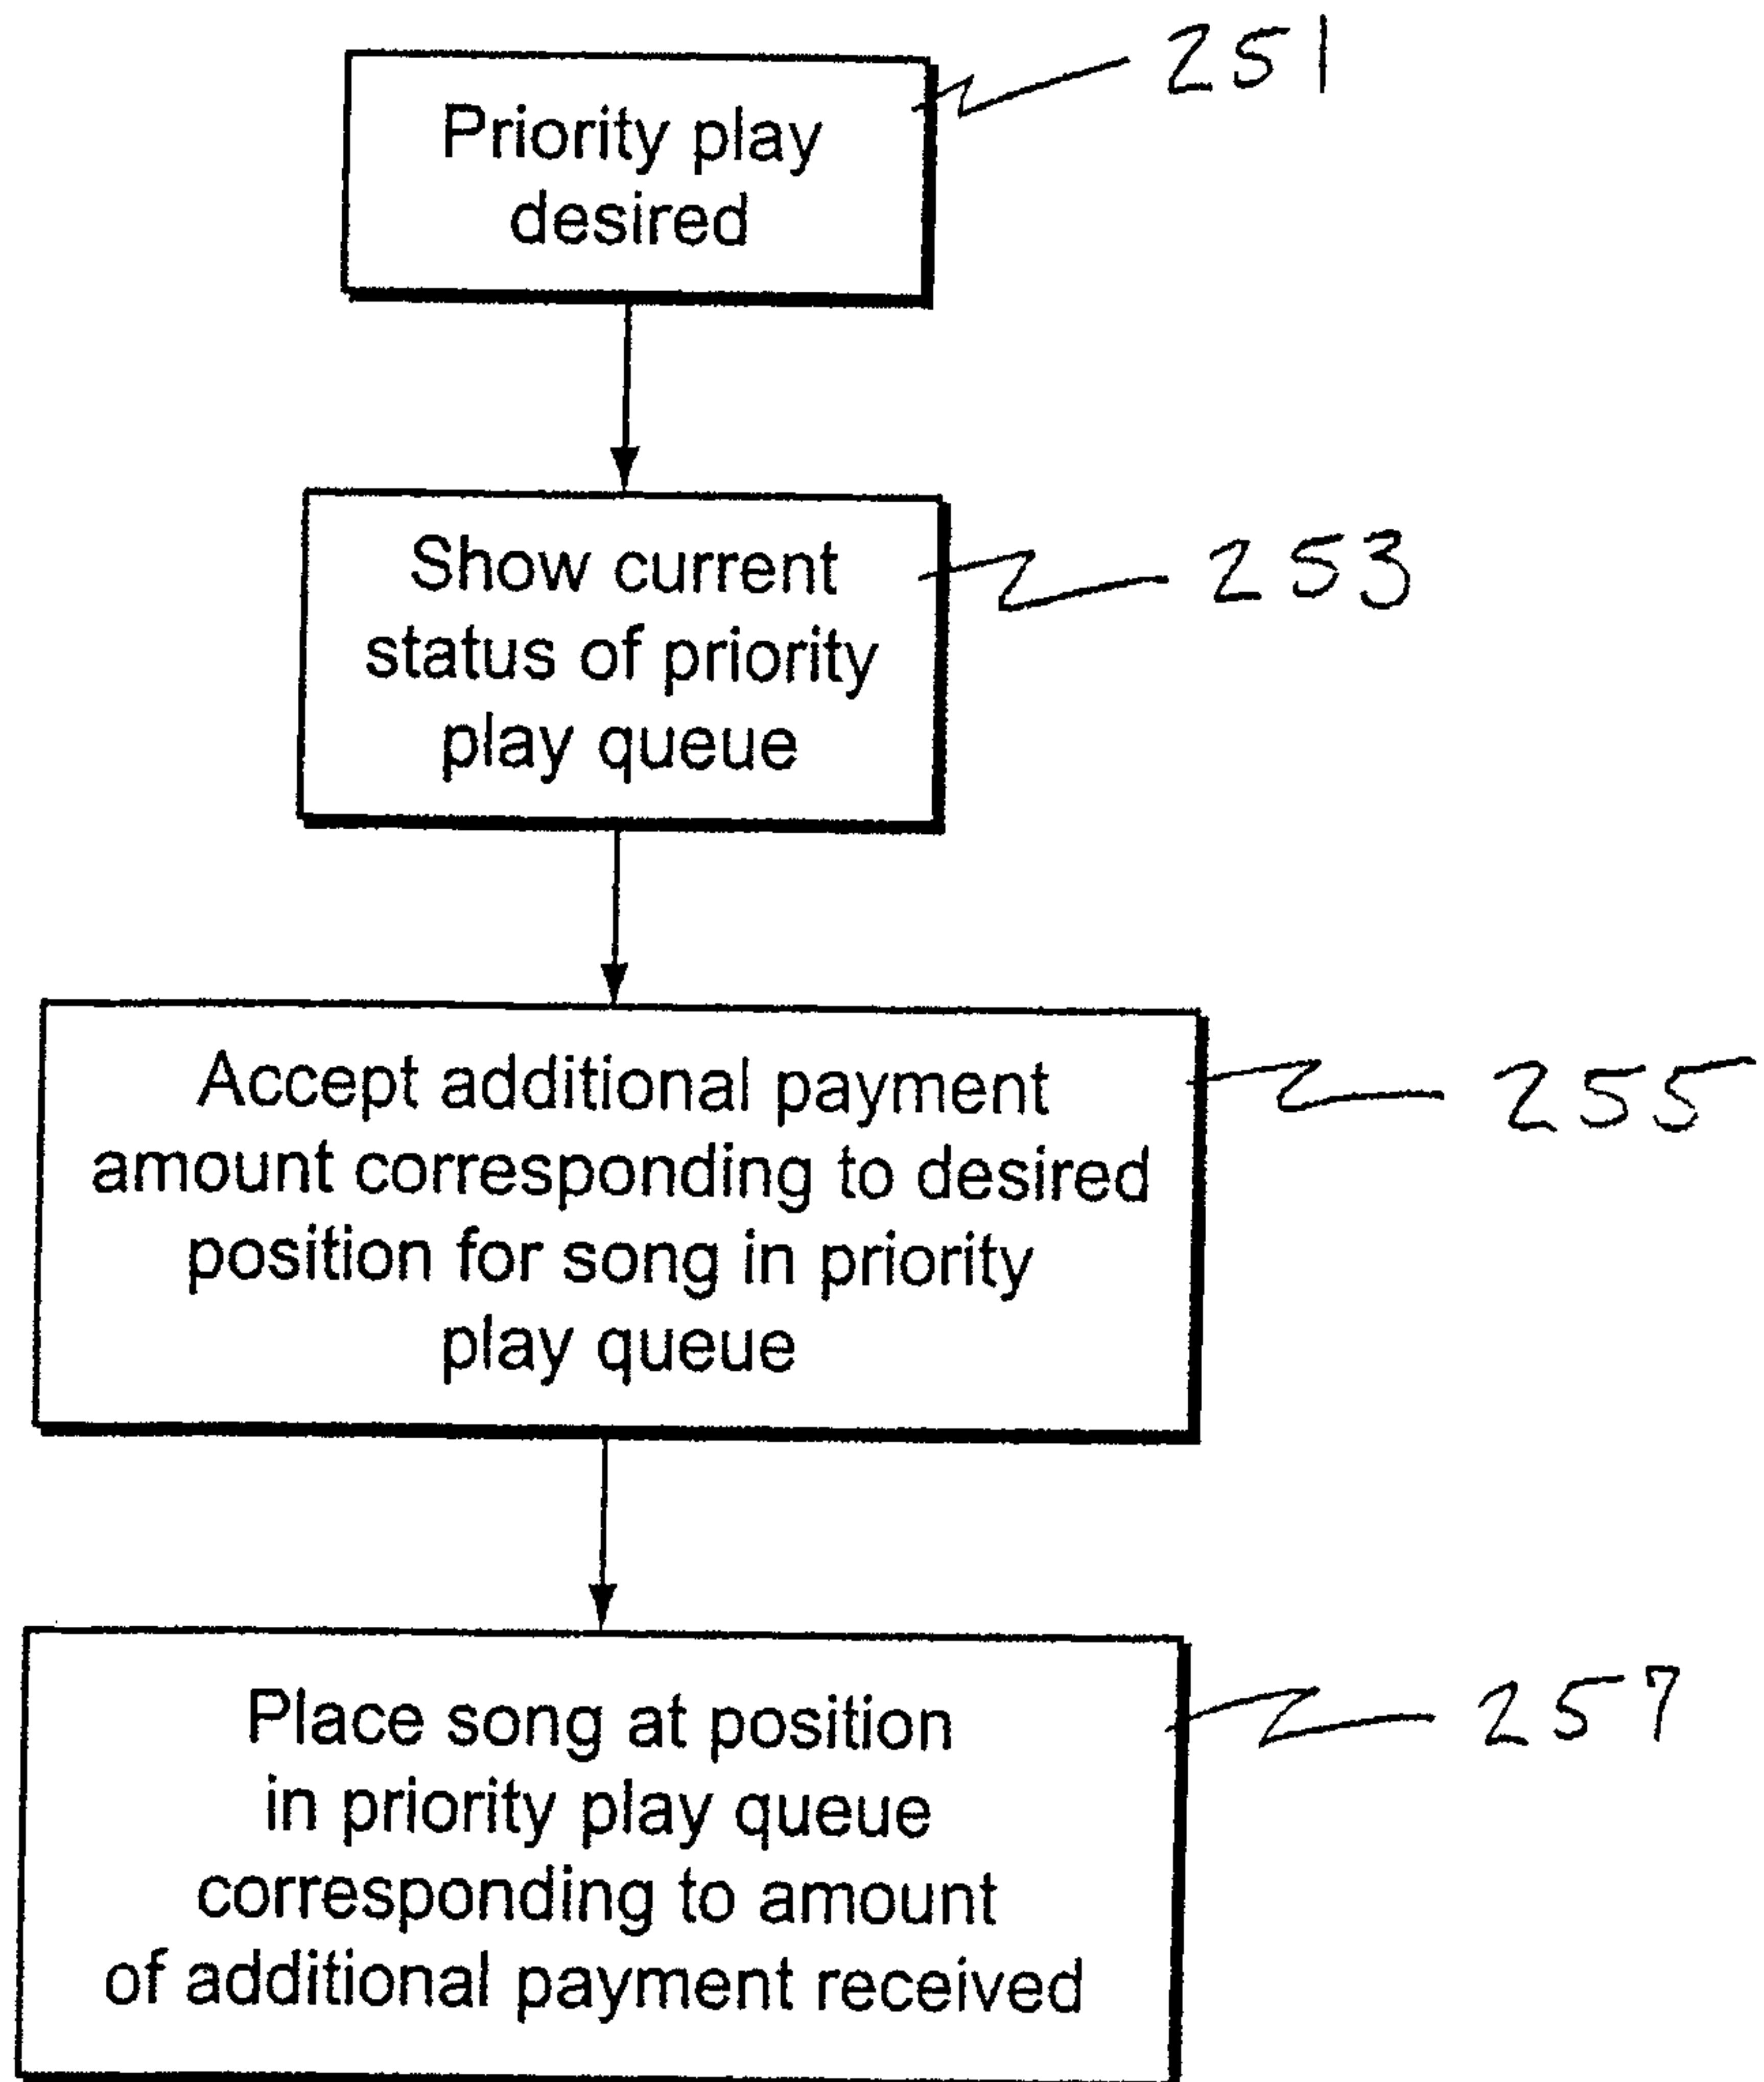 251
Priority play
desired
253
Show current
status of priority
play queue
255
Accept additional payment
amount corresponding to desired
position for song in priority
play queue
257
Place song at position
in priority play queue
corresponding to amount
of additional payment received